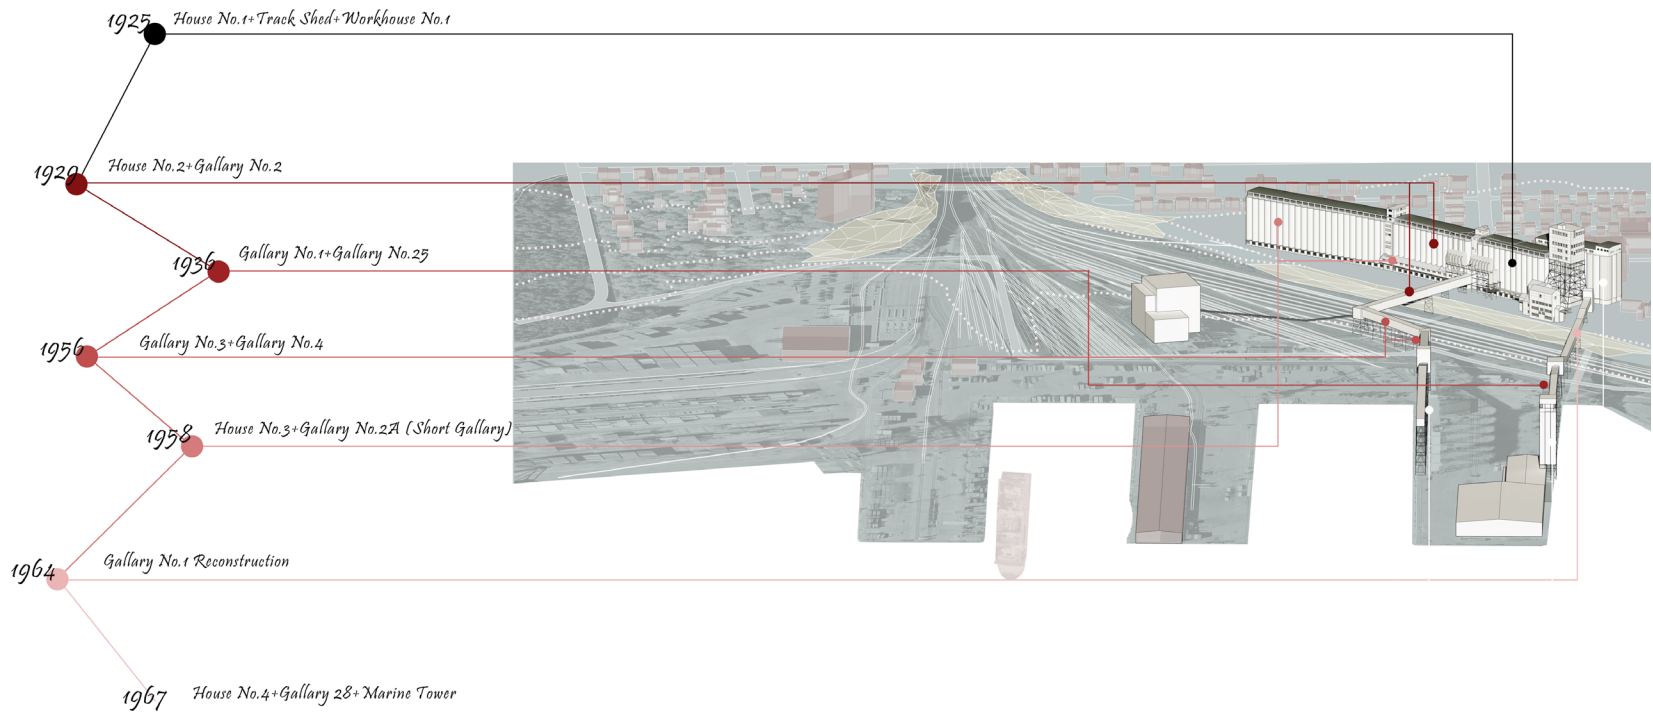 1925 House No.1+Track Shed+Workhouse No.1
1929 House No.2+Gallary No.2
1936 Gallary No.1+Gallary No.25
1956 Gallary No.3+Gallary No.4
1958 House No.3+Gallary No.2A (Short Gallary)
1964 Gallary No.1 Reconstruction
1967 House No.4+Gallary 28+Marine Tower